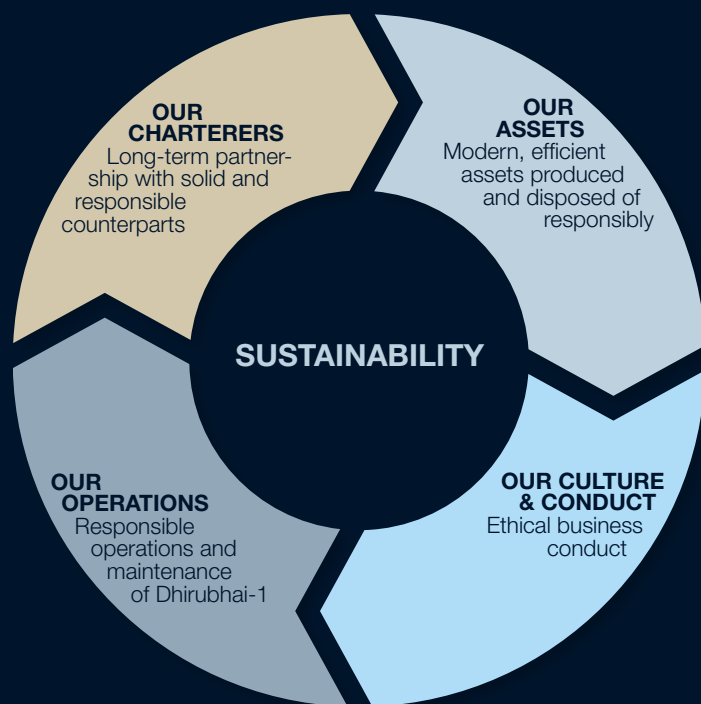 OUR
CHARTERERS
Long-term partner-
ship with solid and
responsible
counterparts
OUR
ASSETS
Modern, efficient
assets produced
and disposed of
responsibly
SUSTAINABILITY
OUR
OPERATIONS
Responsible
operations and
maintenance
of Dhirubhai-1
OUR CULTURE
& CONDUCT
Ethical business
conduct